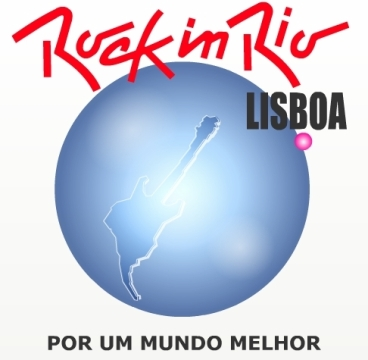 Rock in Rio
LISBOA
POR UM MUNDO MELHOR